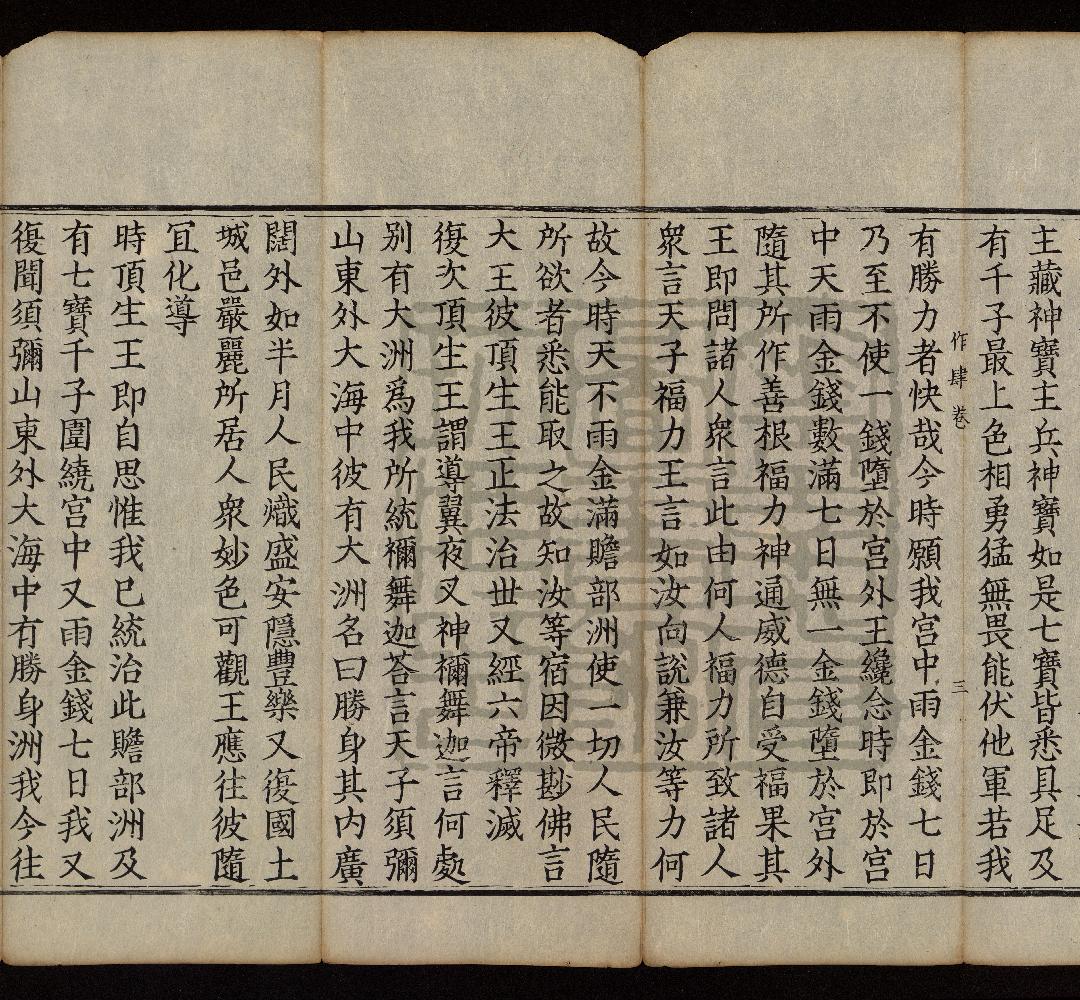 主藏神寶主兵神寶如是七寶皆悉具足及
有千子最上色相勇猛無畏能伏他軍若我
作肆卷 三
有勝力者快哉今時願我宮中雨金錢七日
乃至不使一錢墮於宮外王纔念時即於宮
中天雨金錢數滿七日無一金錢墮於宮外
隨其所作善根福力神通威德自受福果其
王即問諸人衆言此由何人福力所致諸人
衆言天子福力王言如汝向說兼汝等力何
故今時天不雨金滿贍部洲使一切人民隨
所欲者悉能取之故知汝等宿因微尠佛言
大王彼頂生王正法治世又經六帝釋滅
復次頂生王謂導翼夜叉神禰舞迦言何處
別有大洲爲我所統禰舞迦荅言天子須彌
山東外大海中彼有大洲名曰勝身其内廣
闊外如半月人民熾盛安隱豐樂又復國土
城邑嚴麗所居人衆妙色可觀王應往彼隨
宜化導
時頂生王即自思惟我已統治此贍部洲及
有七寶千子圍繞宮中又雨金錢七日我又
復聞須彌山東外大海中有勝身洲我今往